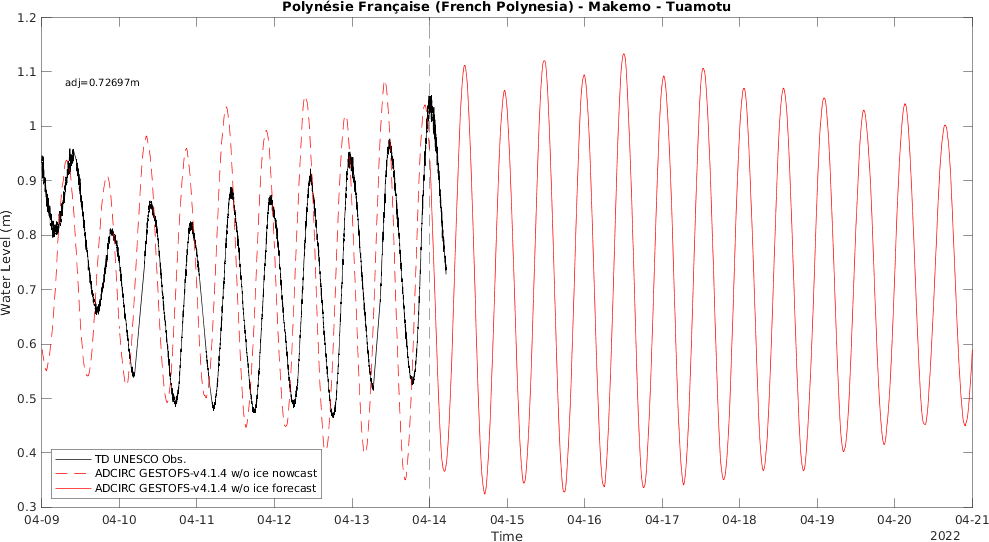 Polynésie Française (French Polynesia) - Makemo - Tuamotu
1.2
1.1
1
0.9
0.8
0.7
0.6
0.5
0.4
0.3
Water Level (m)
adj=0.72697m
TD UNESCO Obs.
ADCIRC GESTOFS-v4.1.4 w/o ice nowcast
ADCIRC GESTOFS-v4.1.4 w/o ice forecast
04-09 04-10 04-11 04-12 04-13 04-14 04-15 04-16 04-17 04-18 04-19 04-20 04-21
Time
2022